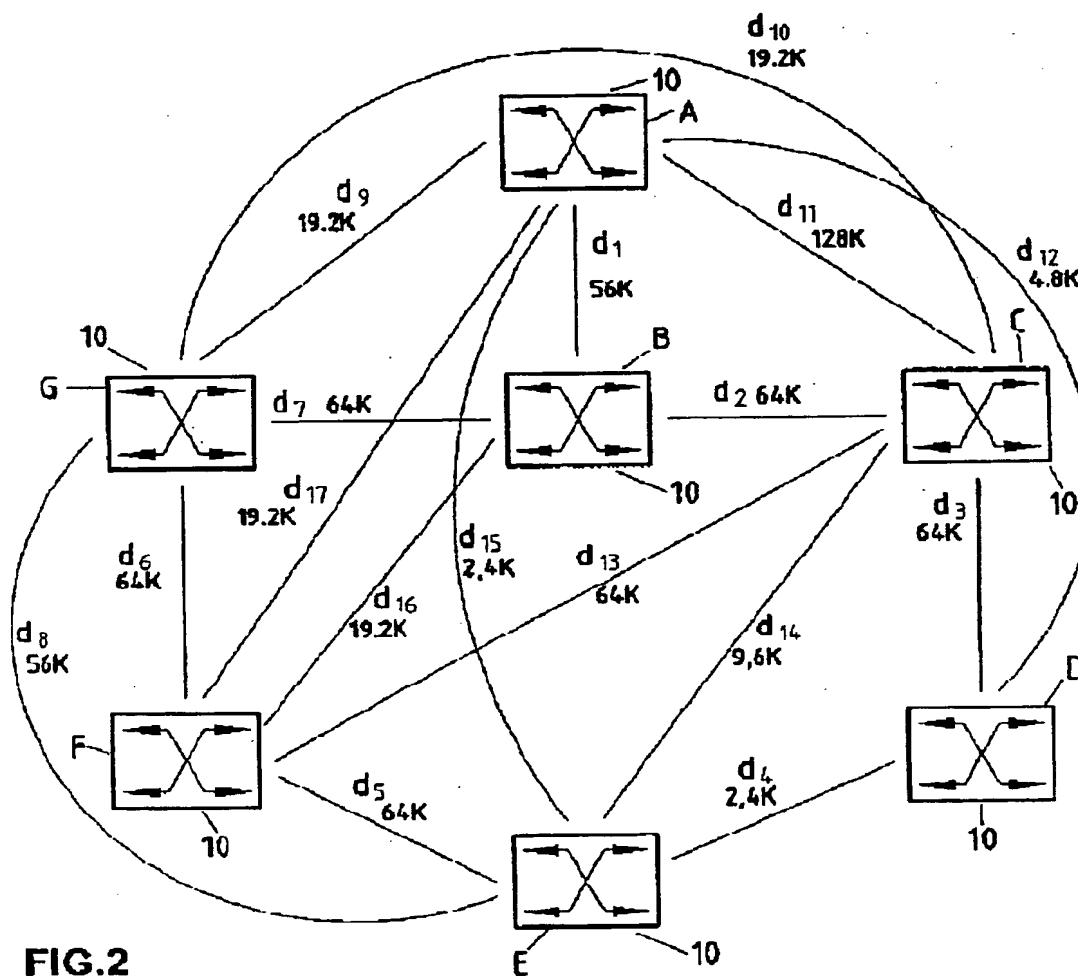 d10
19.2K
10
A
d9
19.2K
d11
128K
d1
56K
d12
4.8K
10
B
C
G
d7 64K
d2 64K
10
10
d17
19.2K
d3
64K
d15
2,4K
d13
64K
d6
64K
d16
19.2K
d14
9,6K
d8
56K
D
F
d4
2,4K
d5
64K
10
10
E
10
FIG.2